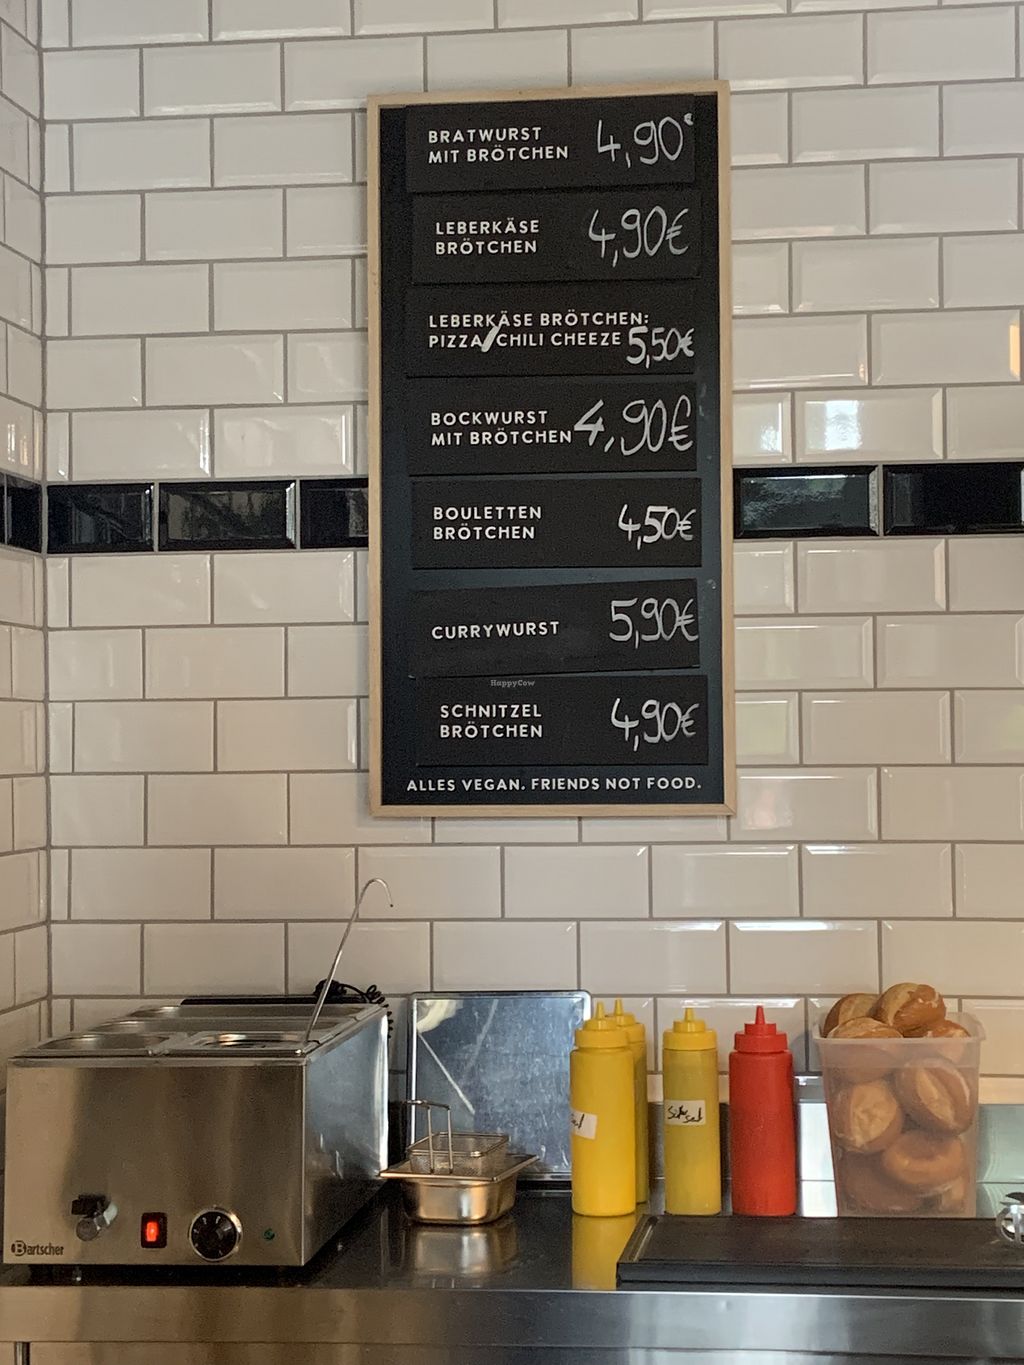 BRATWURST
MIT BRÖTCHEN 4,90€
LEBERKÄSE
BRÖTCHEN 4,90€
LEBERKÄSE BRÖTCHEN:
PIZZA/CHILI CHEEZE 5,50€
BOCKWURST
MIT BRÖTCHEN 4,90€
BOULETTEN
BRÖTCHEN 4,50€
CURRYWURST 5,90€
HappyCow
SCHNITZEL
BRÖTCHEN 4,90€
ALLES VEGAN. FRIENDS NOT FOOD.
Bartscher